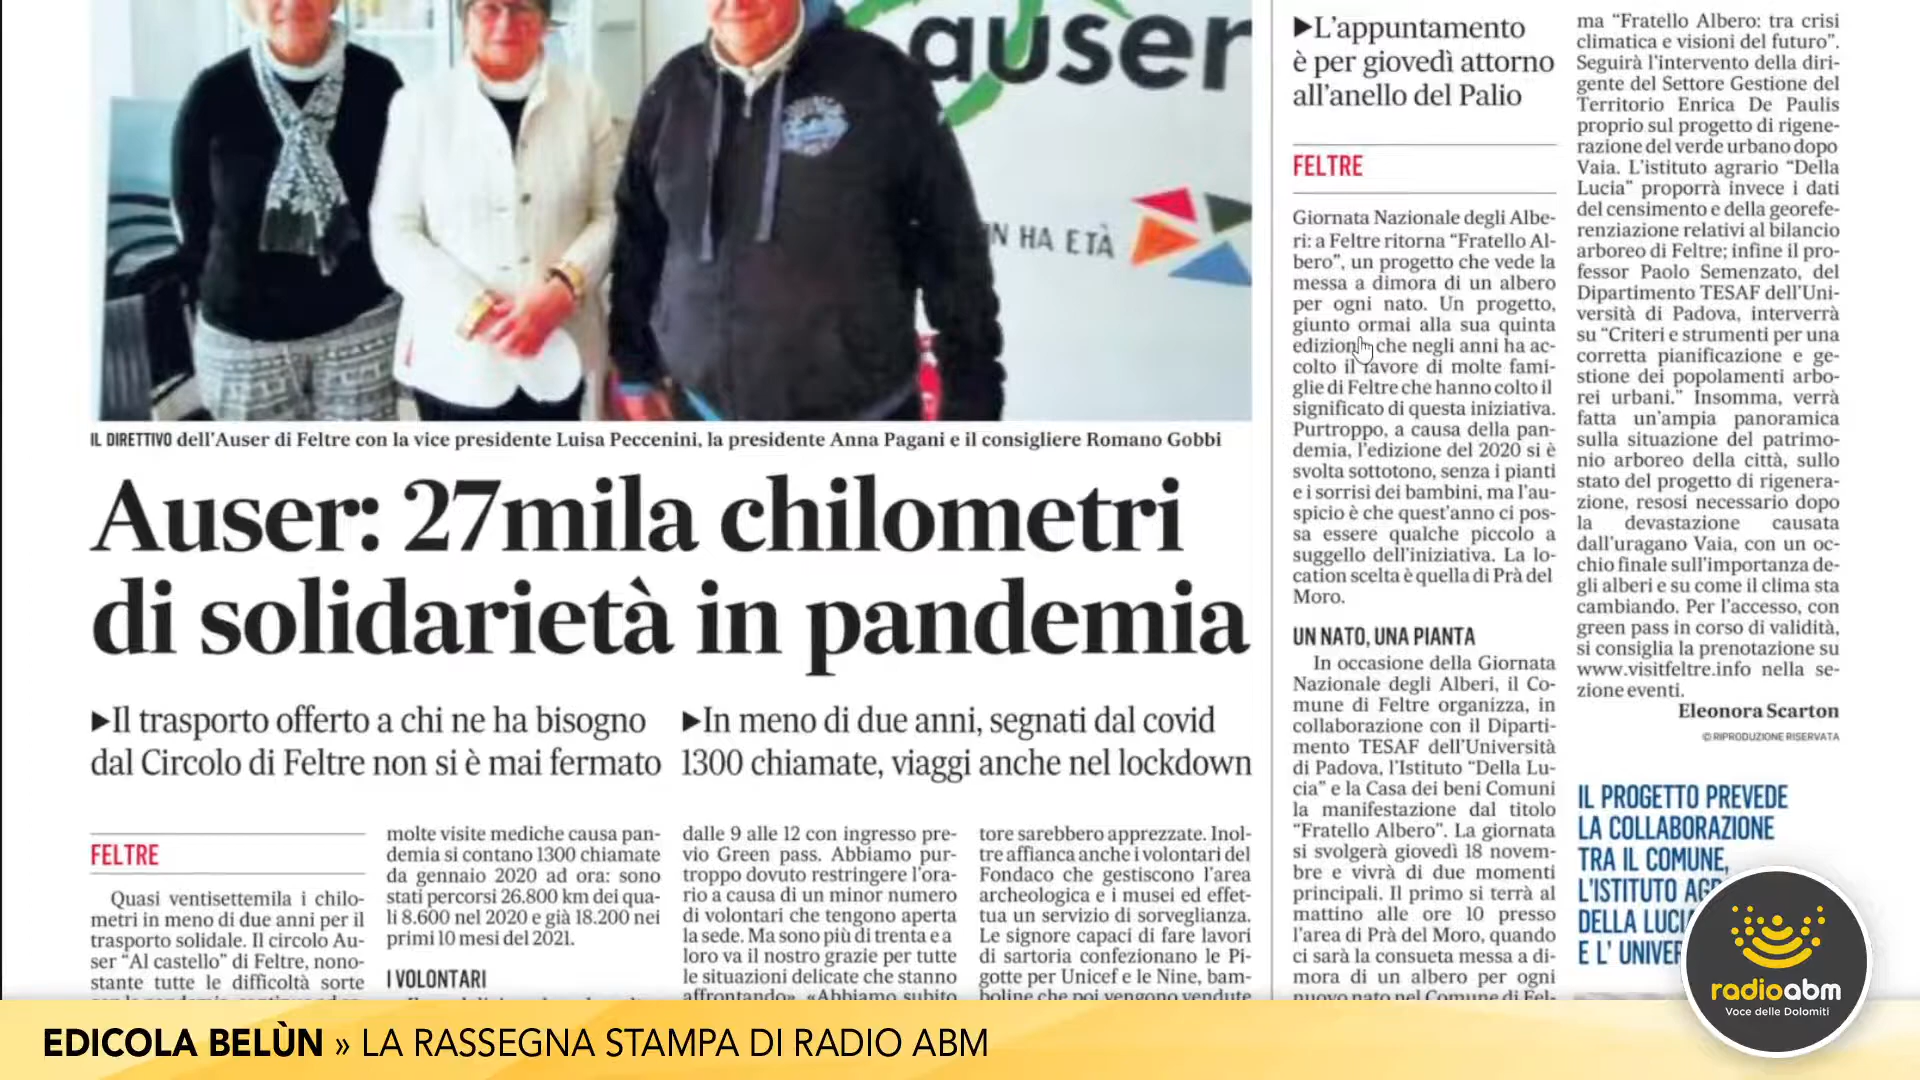 auser
N HA ETÀ
IL DIRETTIVO dell'Auser di Feltre con la vice presidente Luisa Peccenini, la presidente Anna Pagani e il consigliere Romano Gobbi
Auser: 27mila chilometri
di solidarietà in pandemia
▶Il trasporto offerto a chi ne ha bisogno
dal Circolo di Feltre non si è mai fermato
▶In meno di due anni, segnati dal covid
1300 chiamate, viaggi anche nel lockdown
FELTRE
Quasi ventisettemila i chilo-
metri in meno di due anni per il
trasporto solidale. Il circolo Au-
ser "Al castello" di Feltre, nono-
stante tutte le difficoltà sorte
molte visite mediche causa pan-
demia si contano 1300 chiamate
da gennaio 2020 ad ora: sono
stati percorsi 26.800 km dei qua-
li 8.600 nel 2020 e già 18.200 nei
primi 10 mesi del 2021.
I VOLONTARI
dalle 9 alle 12 con ingresso pre-
vio Green pass. Abbiamo pur-
troppo dovuto restringere l'ora-
rio a causa di un minor numero
di volontari che tengono aperta
la sede. Ma sono più di trenta e a
loro va il nostro grazie per tutte
le situazioni delicate che stanno
affrontando». «Abbiamo subito
tore sarebbero apprezzate. Inol-
tre affianca anche i volontari del
Fondaco che gestiscono l'area
archeologica e i musei ed effet-
tua un servizio di sorveglianza.
Le signore capaci di fare lavori
di sartoria confezionano le Pi-
gotte per Unicef e le Nine, bam-
boline che poi vengono vendute
▶L'appuntamento
è per giovedì attorno
all'anello del Palio
FELTRE
Giornata Nazionale degli Albe-
ri: a Feltre ritorna "Fratello Al-
bero", un progetto che vede la
messa a dimora di un albero
per ogni nato. Un progetto,
giunto ormai alla sua quinta
edizione che negli anni ha ac-
colto il favore di molte fami-
glie di Feltre che hanno colto il
significato di questa iniziativa.
Purtroppo, a causa della pan-
demia, l'edizione del 2020 si è
svolta sottotono, senza i pianti
e i sorrisi dei bambini, ma l'au-
spicio è che quest'anno ci pos-
sa essere qualche piccolo a
suggello dell'iniziativa. La lo-
cation scelta è quella di Prà del
Moro.
UN NATO, UNA PIANTA
In occasione della Giornata
Nazionale degli Alberi, il Co-
mune di Feltre organizza, in
collaborazione con il Diparti-
mento TESAF dell'Università
di Padova, l'Istituto "Della Lu-
cia" e la Casa dei beni Comuni
la manifestazione dal titolo
"Fratello Albero". La giornata
si svolgerà giovedì 18 novem-
bre e vivrà di due momenti
principali. Il primo si terrà al
mattino alle ore 10 presso
l'area di Prà del Moro, quando
ci sarà la consueta messa a di-
mora di un albero per ogni
nuovo nato nel Comune di Fel-
ma "Fratello Albero: tra crisi
climatica e visioni del futuro".
Seguirà l'intervento della diri-
gente del Settore Gestione del
Territorio Enrica De Paulis
proprio sul progetto di rigene-
razione del verde urbano dopo
Vaia. L'istituto agrario "Della
Lucia" proporrà invece i dati
del censimento e della georefe-
renziazione relativi al bilancio
arboreo di Feltre; infine il pro-
fessor Paolo Semenzato, del
Dipartimento TESAF dell'Uni-
versità di Padova, interverrà
su "Criteri e strumenti per una
corretta pianificazione e ge-
stione dei popolamenti arbo-
rei urbani." Insomma, verrà
fatta un'ampia panoramica
sulla situazione del patrimo-
nio arboreo della città, sullo
stato del progetto di rigenera-
zione, resosi necessario dopo
la devastazione causata
dall'uragano Vaia, con un oc-
chio finale sull'importanza de-
gli alberi e su come il clima sta
cambiando. Per l'accesso, con
green pass in corso di validità,
si consiglia la prenotazione su
www.visitfeltre.info nella se-
zione eventi.
Eleonora Scarton
© RIPRODUZIONE RISERVATA
IL PROGETTO PREVEDE
LA COLLABORAZIONE
TRA IL COMUNE,
L'ISTITUTO AGR
DELLA LUCIA
E L' UNIVER
radioabm
Voce delle Dolomiti
EDICOLA BELÙN » LA RASSEGNA STAMPA DI RADIO ABM